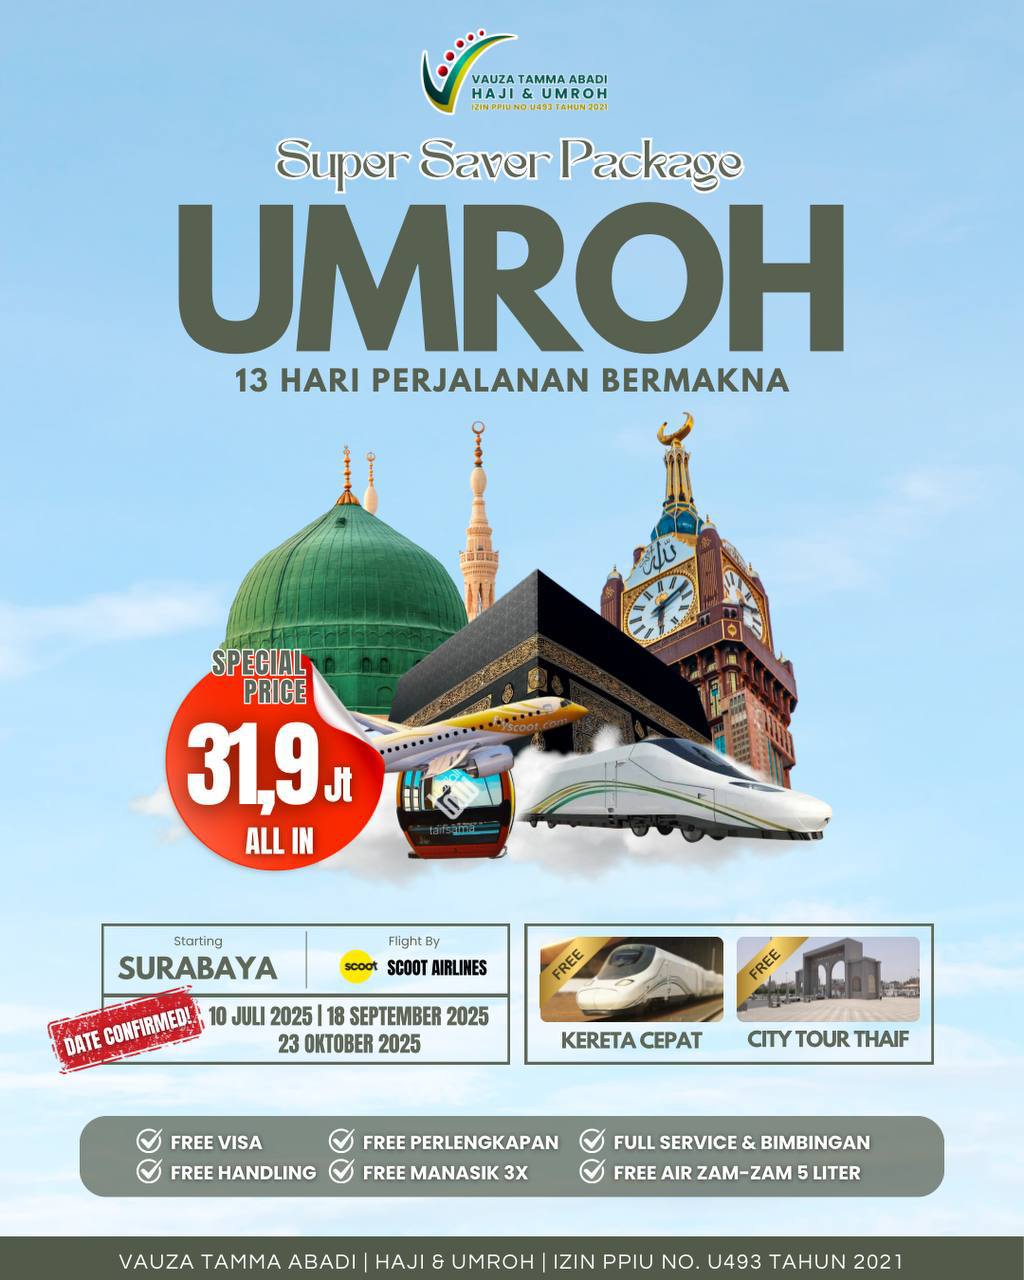 VAUZA TAMMA ABADI
HAJI & UMROH
IZIN PPIU NO.U493 TAHUN 2021
Super Saver Package
UMROH
13 HARI PERJALANAN BERMAKNA
SPECIAL
PRICE
31,9 Jt
ALL IN
flyscoot.com
taifsama
Starting
SURABAYA
Flight By
scoot SCOOT AIRLINES
DATE CONFIRMED!
10 JULI 2025 | 18 SEPTEMBER 2025
23 OKTOBER 2025
FREE
KERETA CEPAT
FREE
CITY TOUR THAIF
FREE VISA
FREE PERLENGKAPAN
FULL SERVICE & BIMBINGAN
FREE HANDLING
FREE MANASIK 3X
FREE AIR ZAM-ZAM 5 LITER
VAUZA TAMMA ABADI | HAJI & UMROH | IZIN PPIU NO. U493 TAHUN 2021